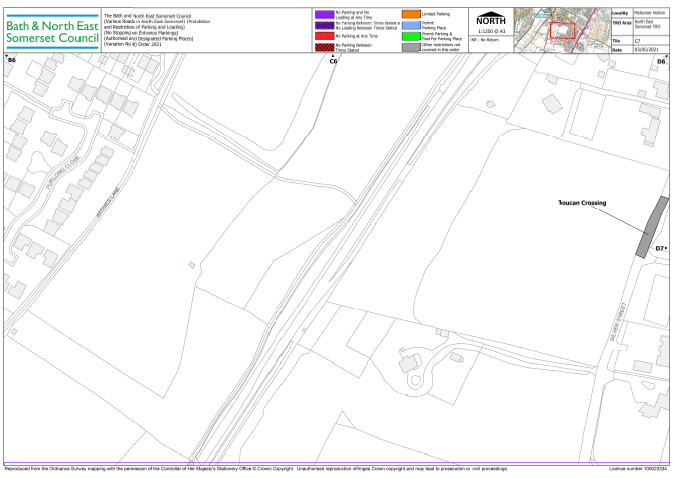 Bath & North East
Somerset Council
The Bath and North East Somerset Council
(Various Roads in North East Somerset) (Prohibition
and Restriction of Parking and Loading)
(No Stopping on Entrance Markings)
(Authorised and Designated Parking Places)
(Variation No ) Order 2021
No Parking and No
Loading at Any Time
No Parking Between Times Stated &
No Loading Between Times Stated
No Parking at Any Time
No Parking Between
Times Stated
Limited Parking
Permit
Parking Place
Permit Parking &
Paid For Parking Place
Other restrictions not
covered in this order
NORTH
1:1250 @ A3
NR - No Return
Locality
Midsomer Norton
TRO Area
North East
Somerset TRO
Tile
C7
Date
03/05/2021
B6
C6
D6
D7
Toucan Crossing
FURLONG CLOSE
SILVER STREET
Reproduced from the Ordnance Survey mapping with the permission of the Controller of Her Majesty's Stationery Office © Crown Copyright. Unauthorised reproduction infringes Crown copyright and may lead to prosecution or civil proceedings.
Licence number 100023334